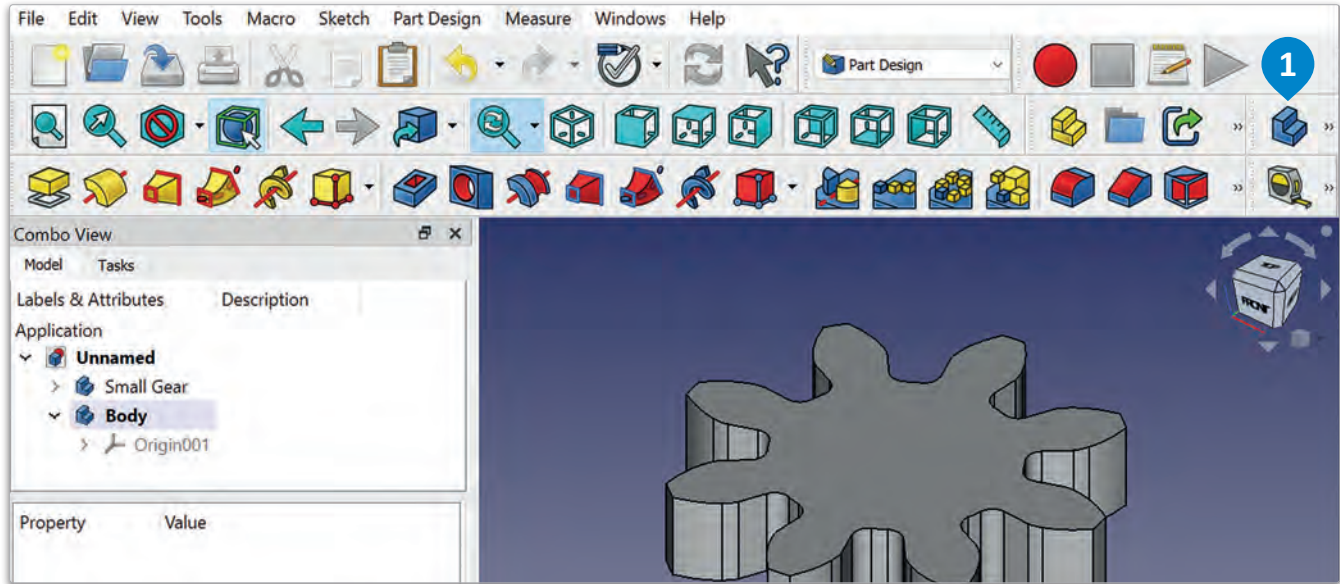 File Edit View Tools Macro Sketch Part Design Measure Windows Help
Part Design
1
Combo View
Model Tasks
Labels & Attributes Description
Application
Unnamed
Small Gear
Body
Origin001
Property Value
FRONT